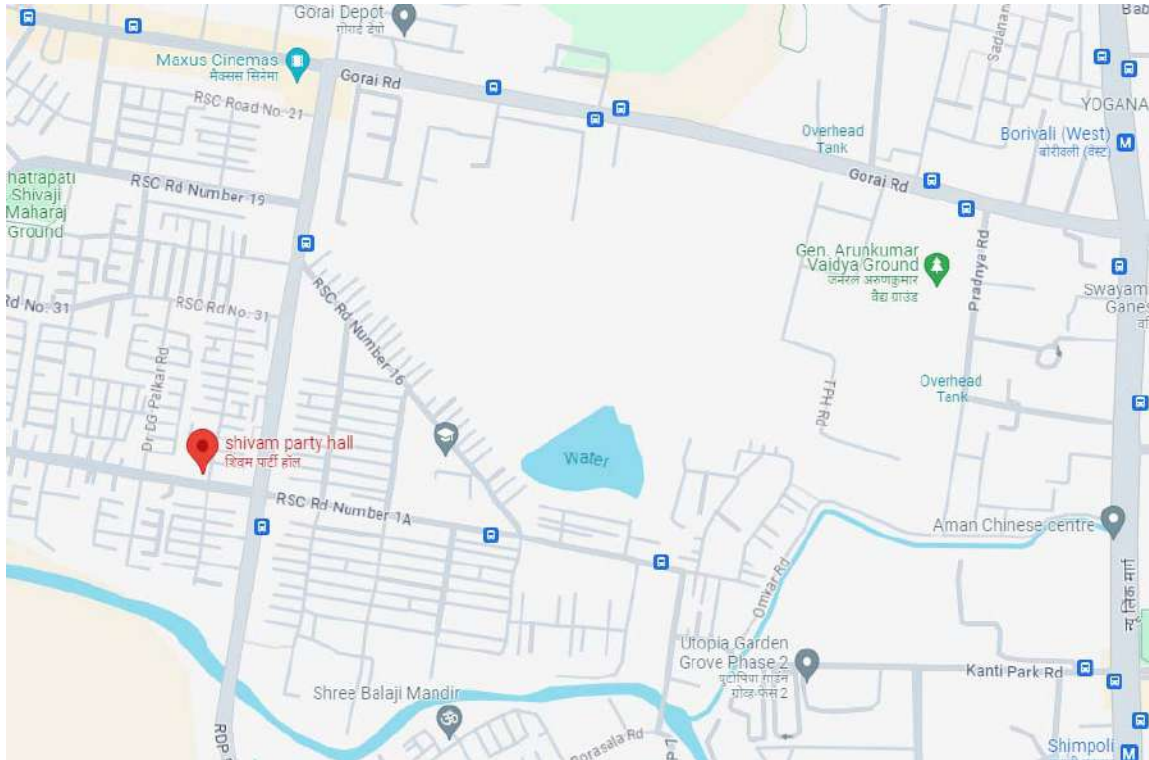 Gorai Depot
गोराई डेपो
Maxus Cinemas
मॅक्सस सिनेमा
Gorai Rd
RSC Road No. 21
Sadanan
Bab
YOGANA
Overhead
Tank
Borivali (West)
बोरीवली (वेस्ट)
M
RSC Rd Number 19
Gorai Rd
hatrapati
Shivaji
Maharaj
Ground
Gen. Arunkumar
Vaidya Ground
जनरल अरुणकुमार
वैद्य ग्राउंड
Pradnya Rd
Swayam
Ganes
Rd No. 31
RSC Rd No. 31
RSC Rd Number 16
Dr DG Palkar Rd
TPH Rd
Overhead
Tank
shivam party hall
शिवम पार्टी हॉल
Water
RSC Rd Number 1A
Aman Chinese centre
Omkar Rd
Utopia Garden
Grove Phase 2
युटोपिया गार्डन
ग्रोव्ह फेस 2
Kanti Park Rd
Shree Balaji Mandir
ॐ
RDP
Borasala Rd
Shimpoli
M